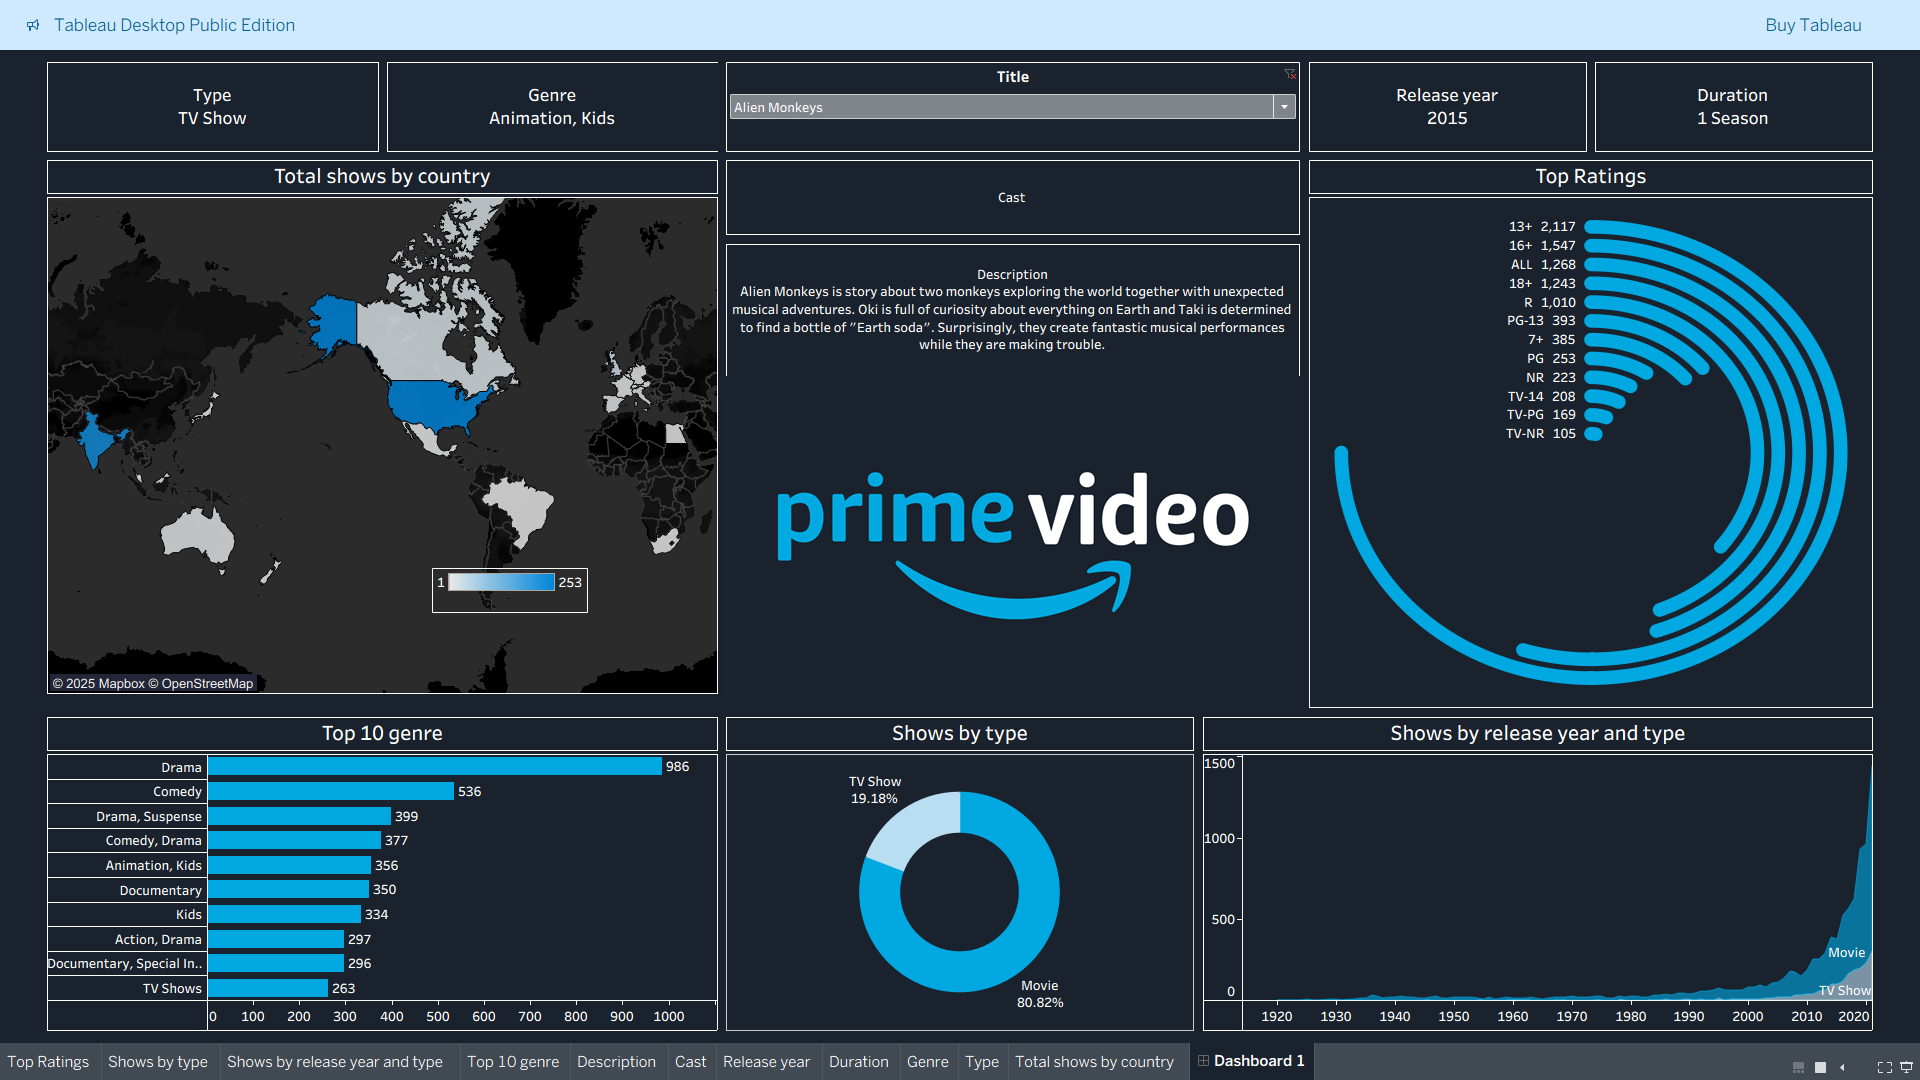 Tableau Desktop Public Edition
Buy Tableau
Type
TV Show
Genre
Animation, Kids
Title
Alien Monkeys
Release year
2015
Duration
1 Season
Total shows by country
1
253
© 2025 Mapbox © OpenStreetMap
Cast
Description
Alien Monkeys is story about two monkeys exploring the world together with unexpected
musical adventures. Oki is full of curiosity about everything on Earth and Taki is determined
to find a bottle of "Earth soda". Surprisingly, they create fantastic musical performances
while they are making trouble.
prime video
Top Ratings
13+ 2,117
16+ 1,547
ALL 1,268
18+ 1,243
R 1,010
PG-13 393
7+ 385
PG 253
NR 223
TV-14 208
TV-PG 169
TV-NR 105
Top 10 genre
Drama 986
Comedy 536
Drama, Suspense 399
Comedy, Drama 377
Animation, Kids 356
Documentary 350
Kids 334
Action, Drama 297
Documentary, Special In.. 296
TV Shows 263
0 100 200 300 400 500 600 700 800 900 1000
Shows by type
TV Show
19.18%
Movie
80.82%
Shows by release year and type
1500
1000
500
0
Movie
TV Show
1920 1930 1940 1950 1960 1970 1980 1990 2000 2010 2020
Top Ratings Shows by type Shows by release year and type Top 10 genre Description Cast Release year Duration Genre Type Total shows by country Dashboard 1